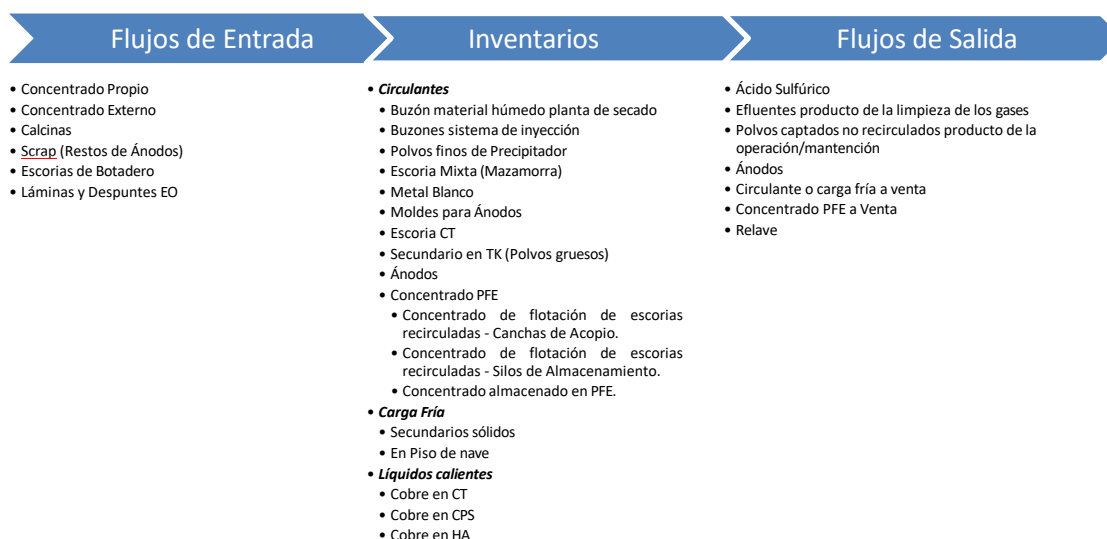 Flujos de Entrada
Inventarios
Flujos de Salida
• Concentrado Propio
• Concentrado Externo
• Calcinas
• Scrap (Restos de Ánodos)
• Escorias de Botadero
• Láminas y Despuntes EO
• Circulantes
• Buzón material húmedo planta de secado
• Buzones sistema de inyección
• Polvos finos de Precipitador
• Escoria Mixta (Mazamorra)
• Metal Blanco
• Moldes para Ánodos
• Escoria CT
• Secundario en TK (Polvos gruesos)
• Ánodos
• Concentrado PFE
• Concentrado de flotación de escorias
recirculadas - Canchas de Acopio.
• Concentrado de flotación de escorias
recirculadas - Silos de Almacenamiento.
• Concentrado almacenado en PFE.
• Carga Fría
• Secundarios sólidos
• En Piso de nave
• Líquidos calientes
• Cobre en CT
• Cobre en CPS
• Cobre en HA
• Ácido Sulfúrico
• Efluentes producto de la limpieza de los gases
• Polvos captados no recirculados producto de la
operación/mantención
• Ánodos
• Circulante o carga fría a venta
• Concentrado PFE a Venta
• Relave